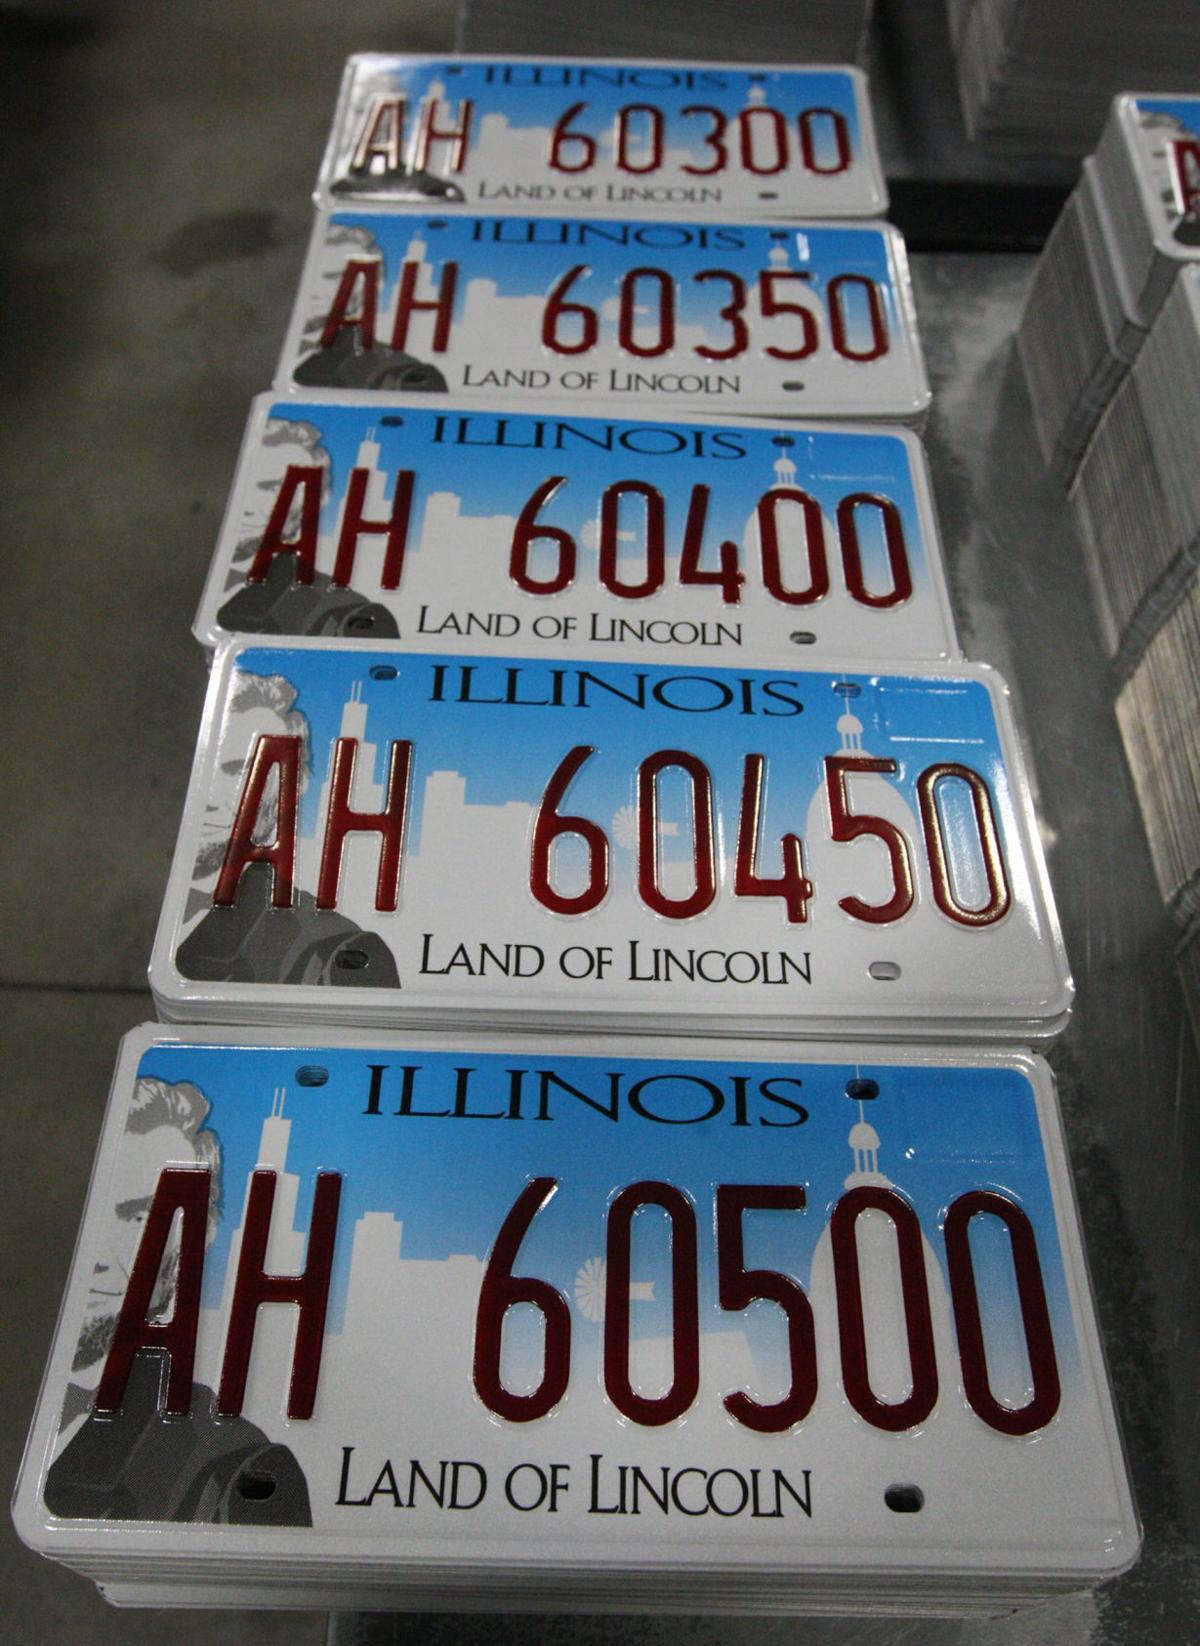 ILLINOIS
AH 60300
LAND OF LINCOLN
ILLINOIS
AH 60350
LAND OF LINCOLN
ILLINOIS
AH 60400
LAND OF LINCOLN
ILLINOIS
AH 60450
LAND OF LINCOLN
ILLINOIS
AH 60500
LAND OF LINCOLN